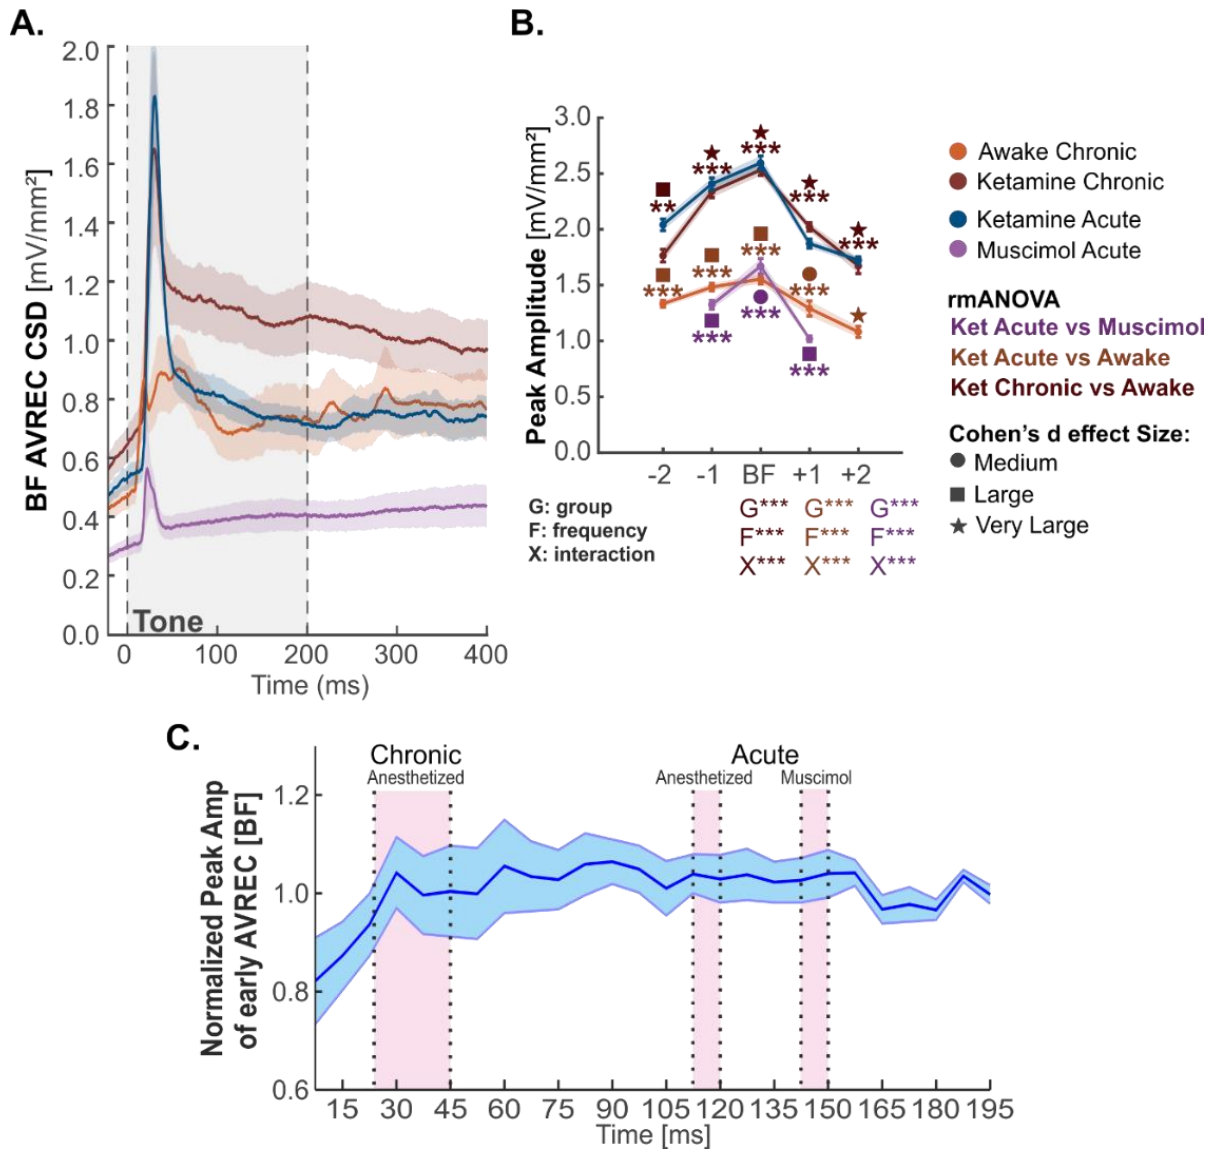 A.
BF AVREC CSD [mV/mm²]
2.0
1.8
1.6
1.4
1.2
1.0
0.8
0.6
0.4
0.2
0.0
Tone
0 100 200 300 400
Time (ms)
B.
Peak Amplitude [mV/mm²]
3.0
2.5
2.0
1.5
1.0
0.5
0.0
***
*** ***
** ***
***
***
*** *** ***
***
***
***
-2 -1 BF +1 +2
G: group
F: frequency
X: interaction
G*** G*** G***
F*** F*** F***
X*** X*** X***
Awake Chronic
Ketamine Chronic
Ketamine Acute
Muscimol Acute
rmANOVA
Ket Acute vs Muscimol
Ket Acute vs Awake
Ket Chronic vs Awake
Cohen's d effect Size:
Medium
Large
Very Large
C.
Normalized Peak Amp
of early AVREC [BF]
1.2
1.0
0.8
0.6
Chronic
Anesthetized
Acute
Anesthetized Muscimol
15 30 45 60 75 90 105 120 135 150 165 180 195
Time [ms]